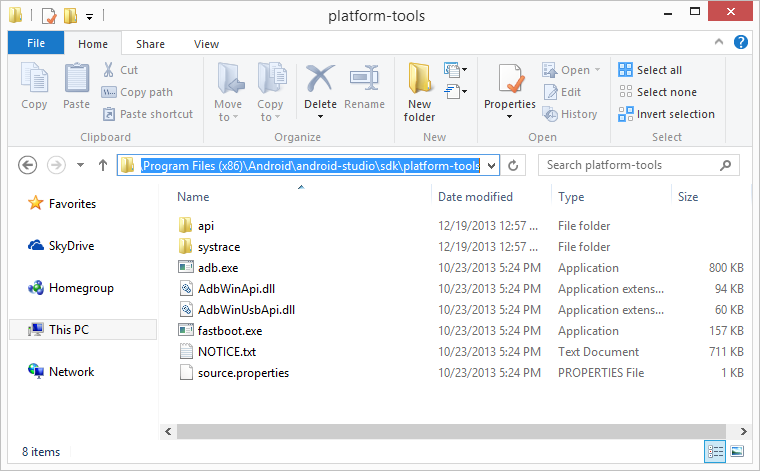 platform-tools
File Home Share View
Copy Paste Cut Copy path Paste shortcut Move to Copy to Delete Rename New folder Properties Open Edit History Select all Select none Invert selection
Clipboard Organize New Open Select
\Program Files (x86)\Android\android-studio\sdk\platform-tools Search platform-tools
Favorites
SkyDrive
Homegroup
This PC
Network
Name Date modified Type Size
api 12/19/2013 12:57 ... File folder
systrace 12/19/2013 12:57 ... File folder
adb.exe 10/23/2013 5:24 PM Application 800 KB
AdbWinApi.dll 10/23/2013 5:24 PM Application extens... 94 KB
AdbWinUsbApi.dll 10/23/2013 5:24 PM Application extens... 60 KB
fastboot.exe 10/23/2013 5:24 PM Application 157 KB
NOTICE.txt 10/23/2013 5:24 PM Text Document 711 KB
source.properties 10/23/2013 5:24 PM PROPERTIES File 1 KB
8 items